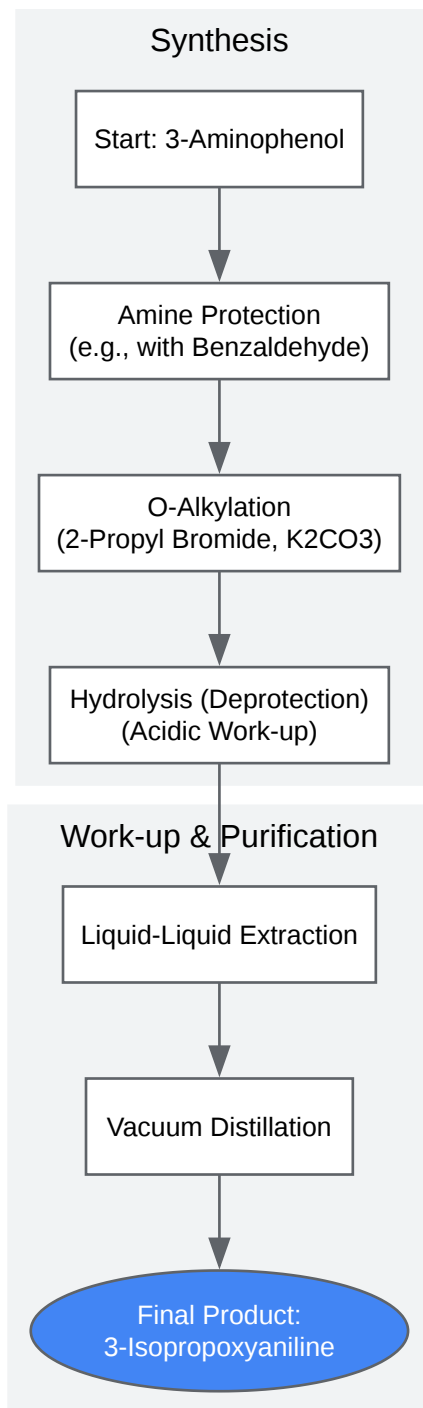 Synthesis
Start: 3-Aminophenol
Amine Protection
(e.g., with Benzaldehyde)
O-Alkylation
(2-Propyl Bromide, K2CO3)
Hydrolysis (Deprotection)
(Acidic Work-up)
Work-up & Purification
Liquid-Liquid Extraction
Vacuum Distillation
Final Product:
3-Isopropoxyaniline